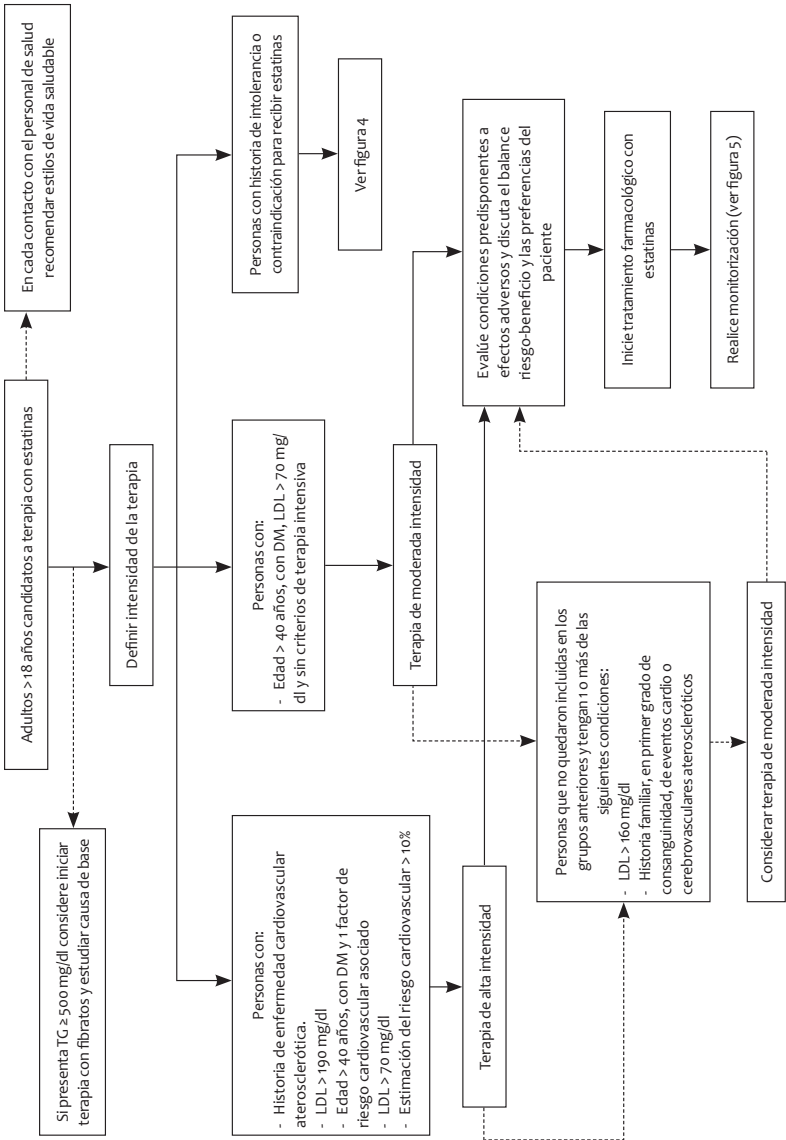 Adultos >18 años candidatos a terapia con estatinas
En cada contacto con el personal de salud
recomendar estilos de vida saludable
Si presenta TG ≥ 500 mg/dl considere iniciar
terapia con fibratos y estudiar causa de base
Definir intensidad de la terapia
Personas con:
- Historia de enfermedad cardiovascular
aterosclerótica.
- LDL > 190 mg/dl
- Edad > 40 años, con DM y 1 factor de
riesgo cardiovascular asociado
- LDL > 70 mg/dl
- Estimación del riesgo cardiovascular > 10%
Personas con:
- Edad > 40 años, con DM, LDL > 70 mg/
dl y sin criterios de terapia intensiva
Personas con historia de intolerancia o
contraindicación para recibir estatinas
Ver figura 4
Terapia de alta intensidad
Terapia de moderada intensidad
Personas que no quedaron incluidas en los
grupos anteriores y tengan 1 o más de las
siguientes condiciones:
- LDL > 160 mg/dl
- Historia familiar, en primer grado de
consanguinidad, de eventos cardio o
cerebrovasculares ateroscleróticos
Considerar terapia de moderada intensidad
Evalúe condiciones predisponentes a
efectos adversos y discuta el balance
riesgo-beneficio y las preferencias del
paciente
Inicie tratamiento farmacológico con
estatinas
Realice monitorización (ver figura 5)